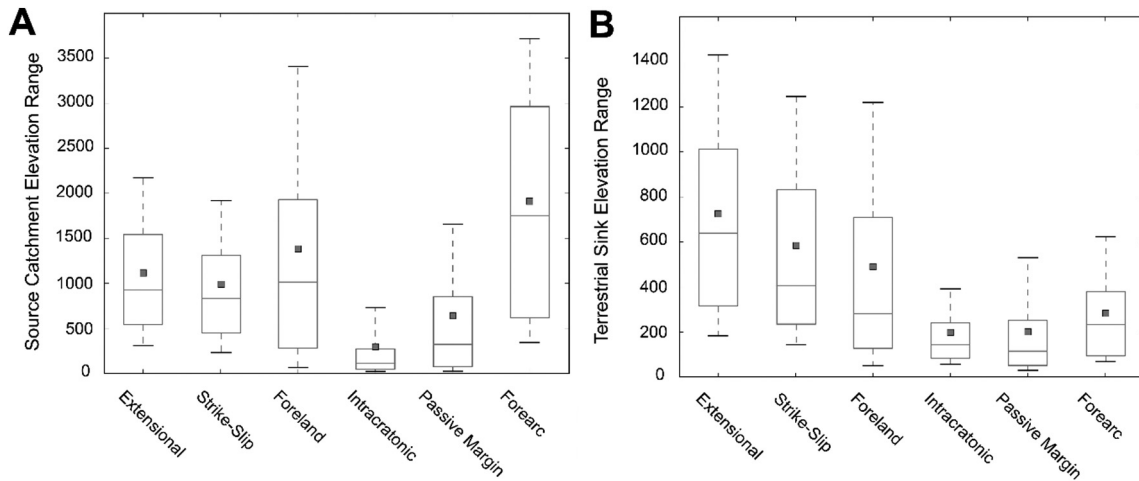 A
Source Catchment Elevation Range
3500
3000
2500
2000
1500
1000
500
0
Extensional
Strike-Slip
Foreland
Intracratonic
Passive Margin
Forearc
B
Terrestrial Sink Elevation Range
1400
1200
1000
800
600
400
200
0
Extensional
Strike-Slip
Foreland
Intracratonic
Passive Margin
Forearc